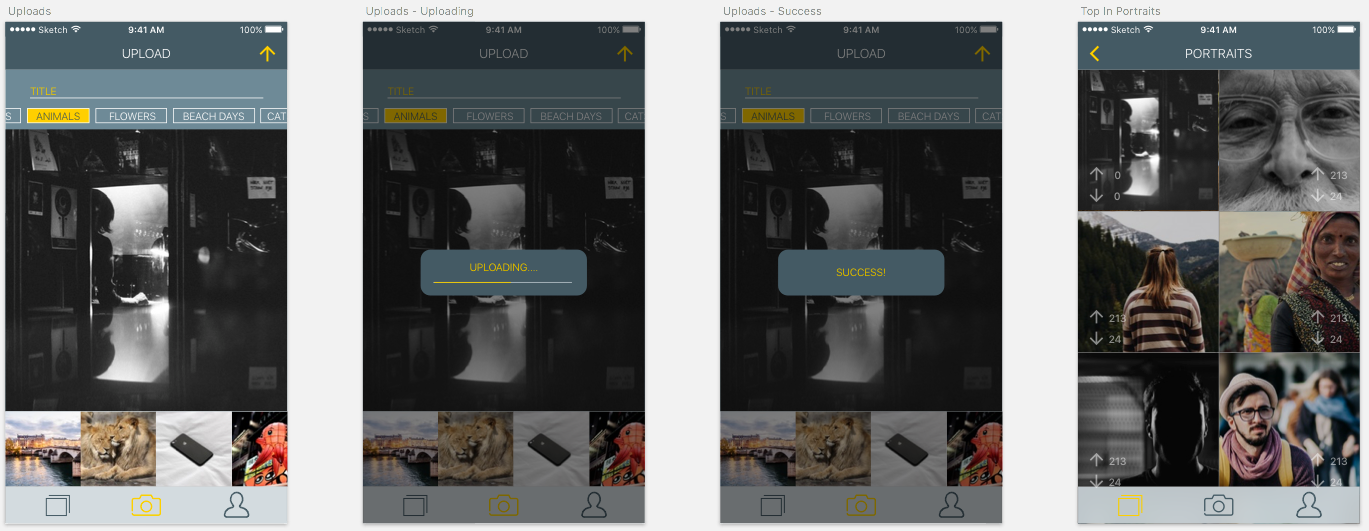 Uploads
Sketch 9:41 AM 100%
UPLOAD
TITLE
S ANIMALS FLOWERS BEACH DAYS CAT
Uploads - Uploading
Sketch 9:41 AM 100%
UPLOAD
TITLE
S ANIMALS FLOWERS BEACH DAYS CAT
UPLOADING....
Uploads - Success
Sketch 9:41 AM 100%
UPLOAD
TITLE
S ANIMALS FLOWERS BEACH DAYS CAT
SUCCESS!
Top In Portraits
Sketch 9:41 AM 100%
PORTRAITS
0 213
0 24
213 213
24 24
213 213
24 24